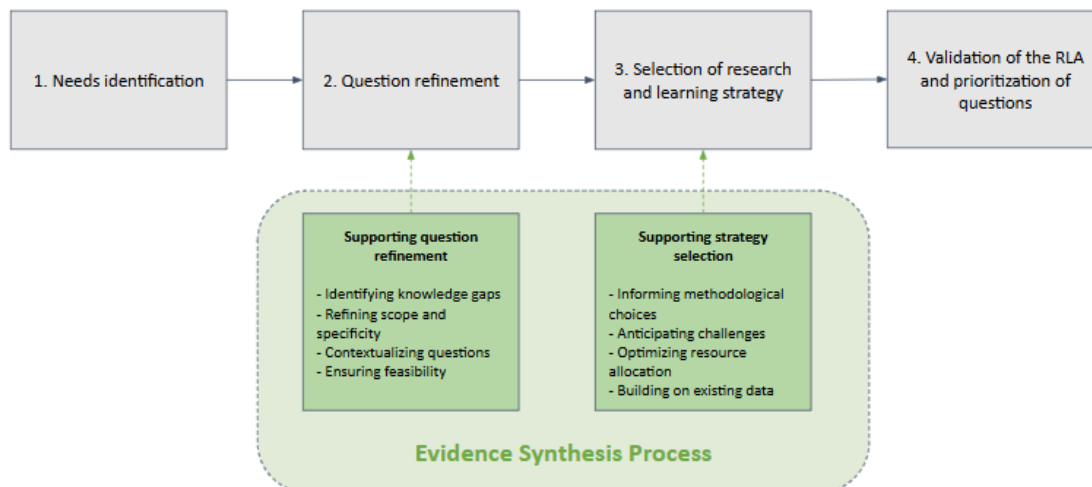 1. Needs identification
2. Question refinement
3. Selection of research
and learning strategy
4. Validation of the RLA
and prioritization of
questions
Supporting question
refinement
- Identifying knowledge gaps
- Refining scope and
specificity
- Contextualizing questions
- Ensuring feasibility
Supporting strategy
selection
- Informing methodological
choices
- Anticipating challenges
- Optimizing resource
allocation
- Building on existing data
Evidence Synthesis Process